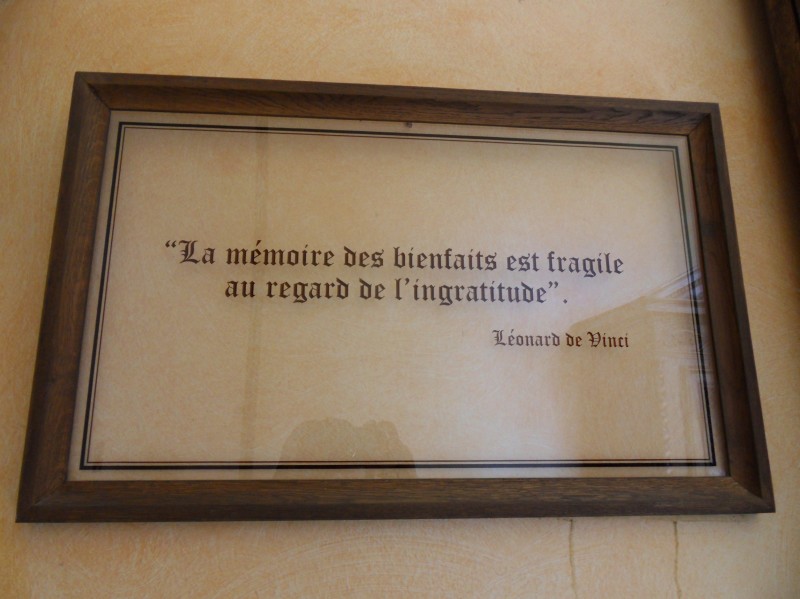 “La mémoire des bienfaits est fragile
au regard de l’ingratitude”.
Léonard de Vinci